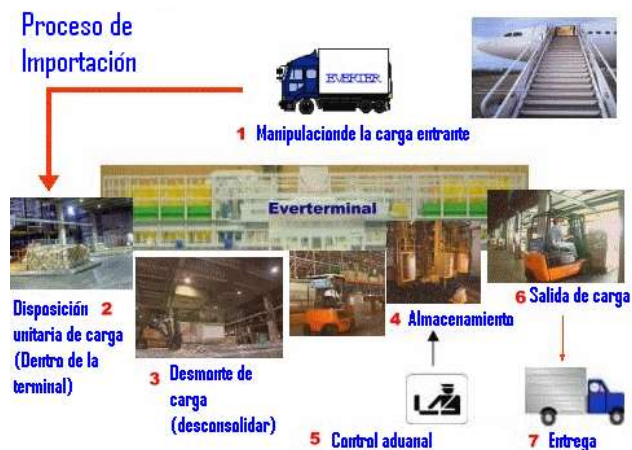 Proceso de
Importación
EVERTER
1 Manipulacionde la carga entrante
Everterminal
Disposición 2
unitaria de carga
(Dentro de la
terminal)
3 Desmonte de
carga
(desconsolidar)
4 Almacenamiento
5 Control aduanal
6 Salida de carga
7 Entrega